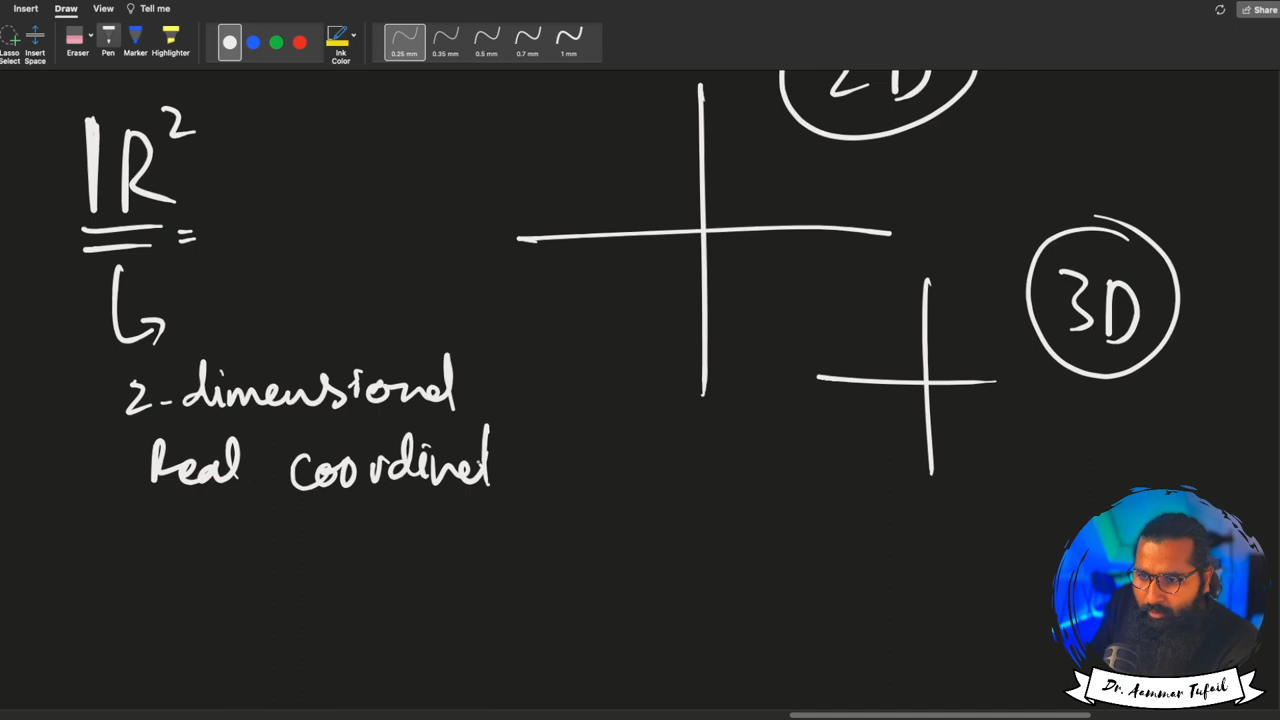 Insert Draw View Tell me
Share
Lasso Select
Insert Space
Eraser
Pen
Marker
Highlighter
Ink Color
0.25 mm
0.35 mm
0.5 mm
0.7 mm
1 mm
2D
IR²
=
3D
2-dimensional
Real coordinel
Dr. Aammar Tufail